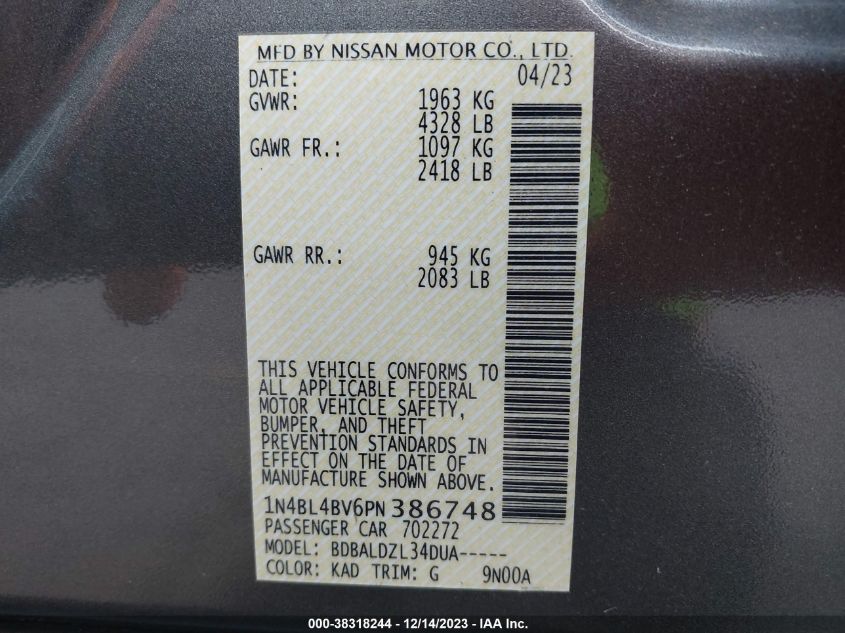 MFD BY NISSAN MOTOR CO., LTD.
DATE: 04/23
GVWR: 1963 KG
4328 LB
GAWR FR.: 1097 KG
2418 LB
GAWR RR.: 945 KG
2083 LB
THIS VEHICLE CONFORMS TO
ALL APPLICABLE FEDERAL
MOTOR VEHICLE SAFETY,
BUMPER, AND THEFT
PREVENTION STANDARDS IN
EFFECT ON THE DATE OF
MANUFACTURE SHOWN ABOVE.
1N4BL4BV6PN386748
PASSENGER CAR 702272
MODEL: BDBALDZL34DUA-----
COLOR: KAD TRIM: G 9N00A
000-38318244 - 12/14/2023 - IAA Inc.